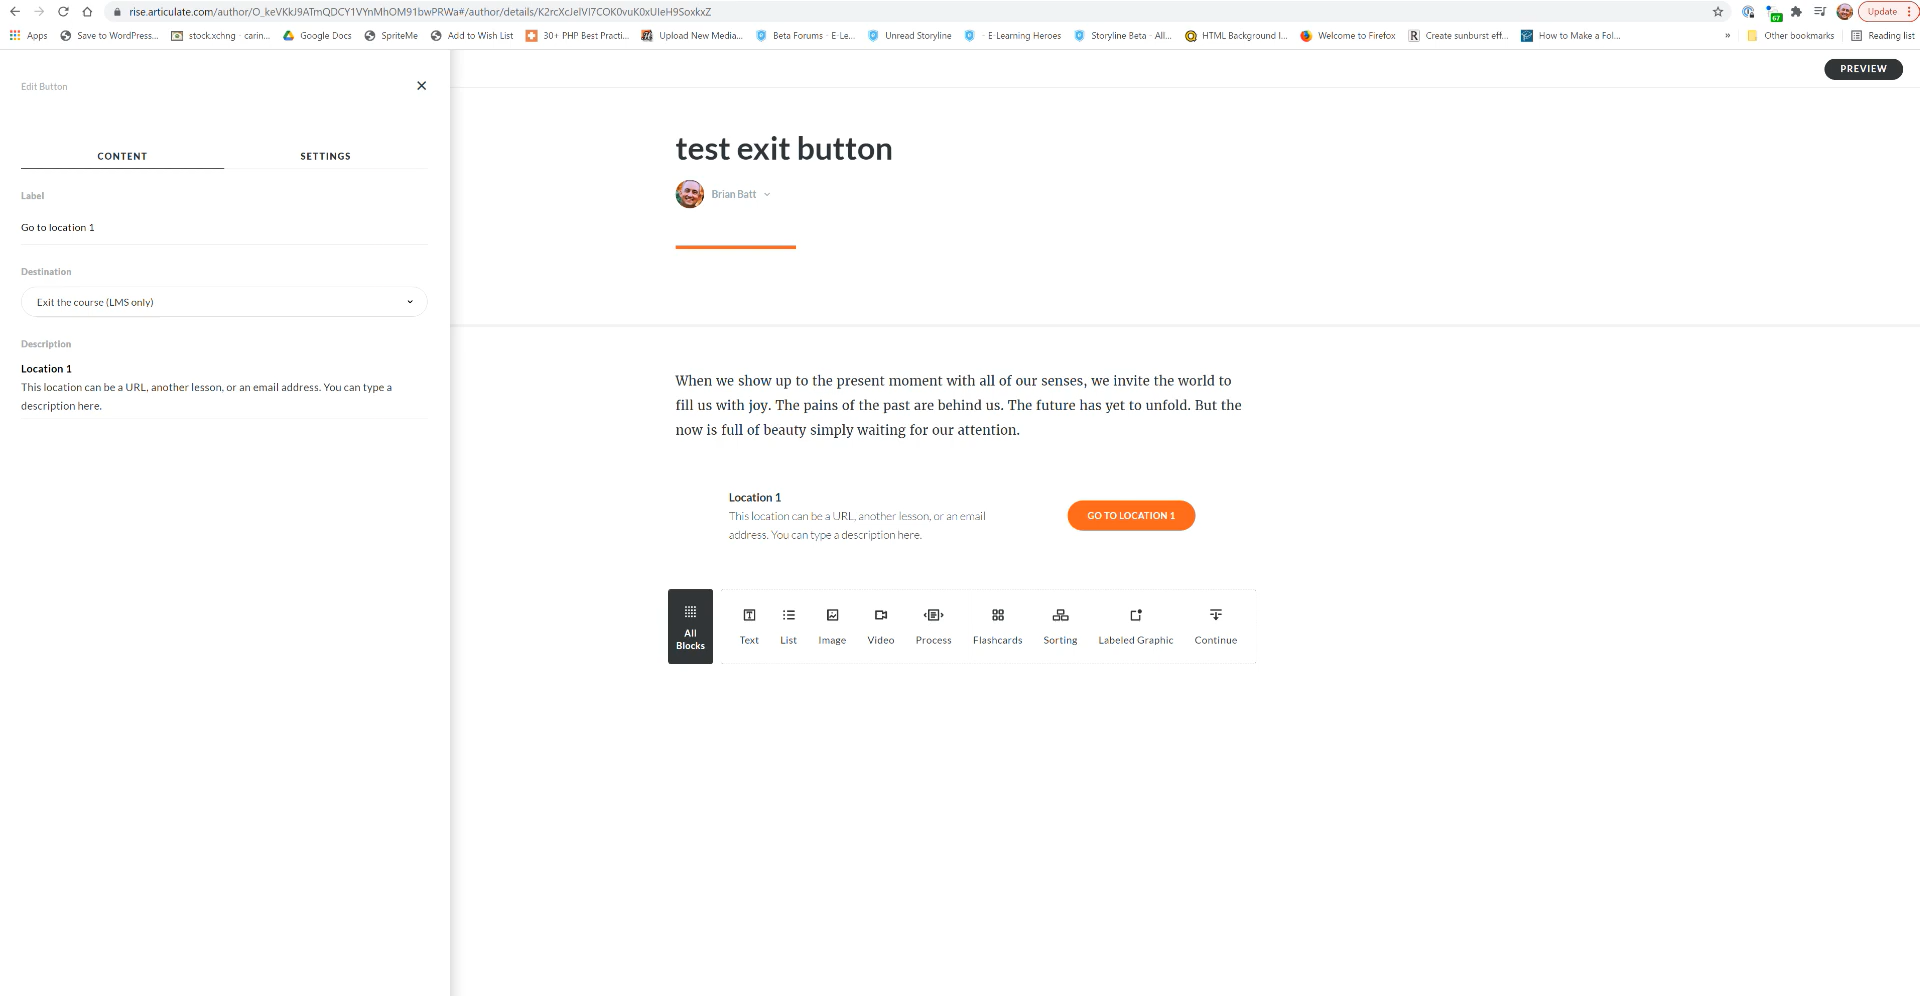 rise.articulate.com/author/O_keVKkJ9ATmQDCY1VYnMhOM91bwPRWa#/author/details/K2rcXcJelVl7COK0vuK0xUIeH9SoxkxZ
Update
Apps
Save to WordPress...
stock.xchng - carin...
Google Docs
SpriteMe
Add to Wish List
30+ PHP Best Practi...
Upload New Media...
Beta Forums - E-Le...
Unread Storyline
- E-Learning Heroes
Storyline Beta - All...
HTML Background I...
Welcome to Firefox
Create sunburst eff...
How to Make a Fol...
»
Other bookmarks
Reading list
Edit Button
CONTENT
SETTINGS
Label
Go to location 1
Destination
Exit the course (LMS only)
Description
Location 1
This location can be a URL, another lesson, or an email address. You can type a
description here.
PREVIEW
test exit button
Brian Batt
When we show up to the present moment with all of our senses, we invite the world to
fill us with joy. The pains of the past are behind us. The future has yet to unfold. But the
now is full of beauty simply waiting for our attention.
Location 1
This location can be a URL, another lesson, or an email
address. You can type a description here.
GO TO LOCATION 1
All
Blocks
Text
List
Image
Video
Process
Flashcards
Sorting
Labeled Graphic
Continue